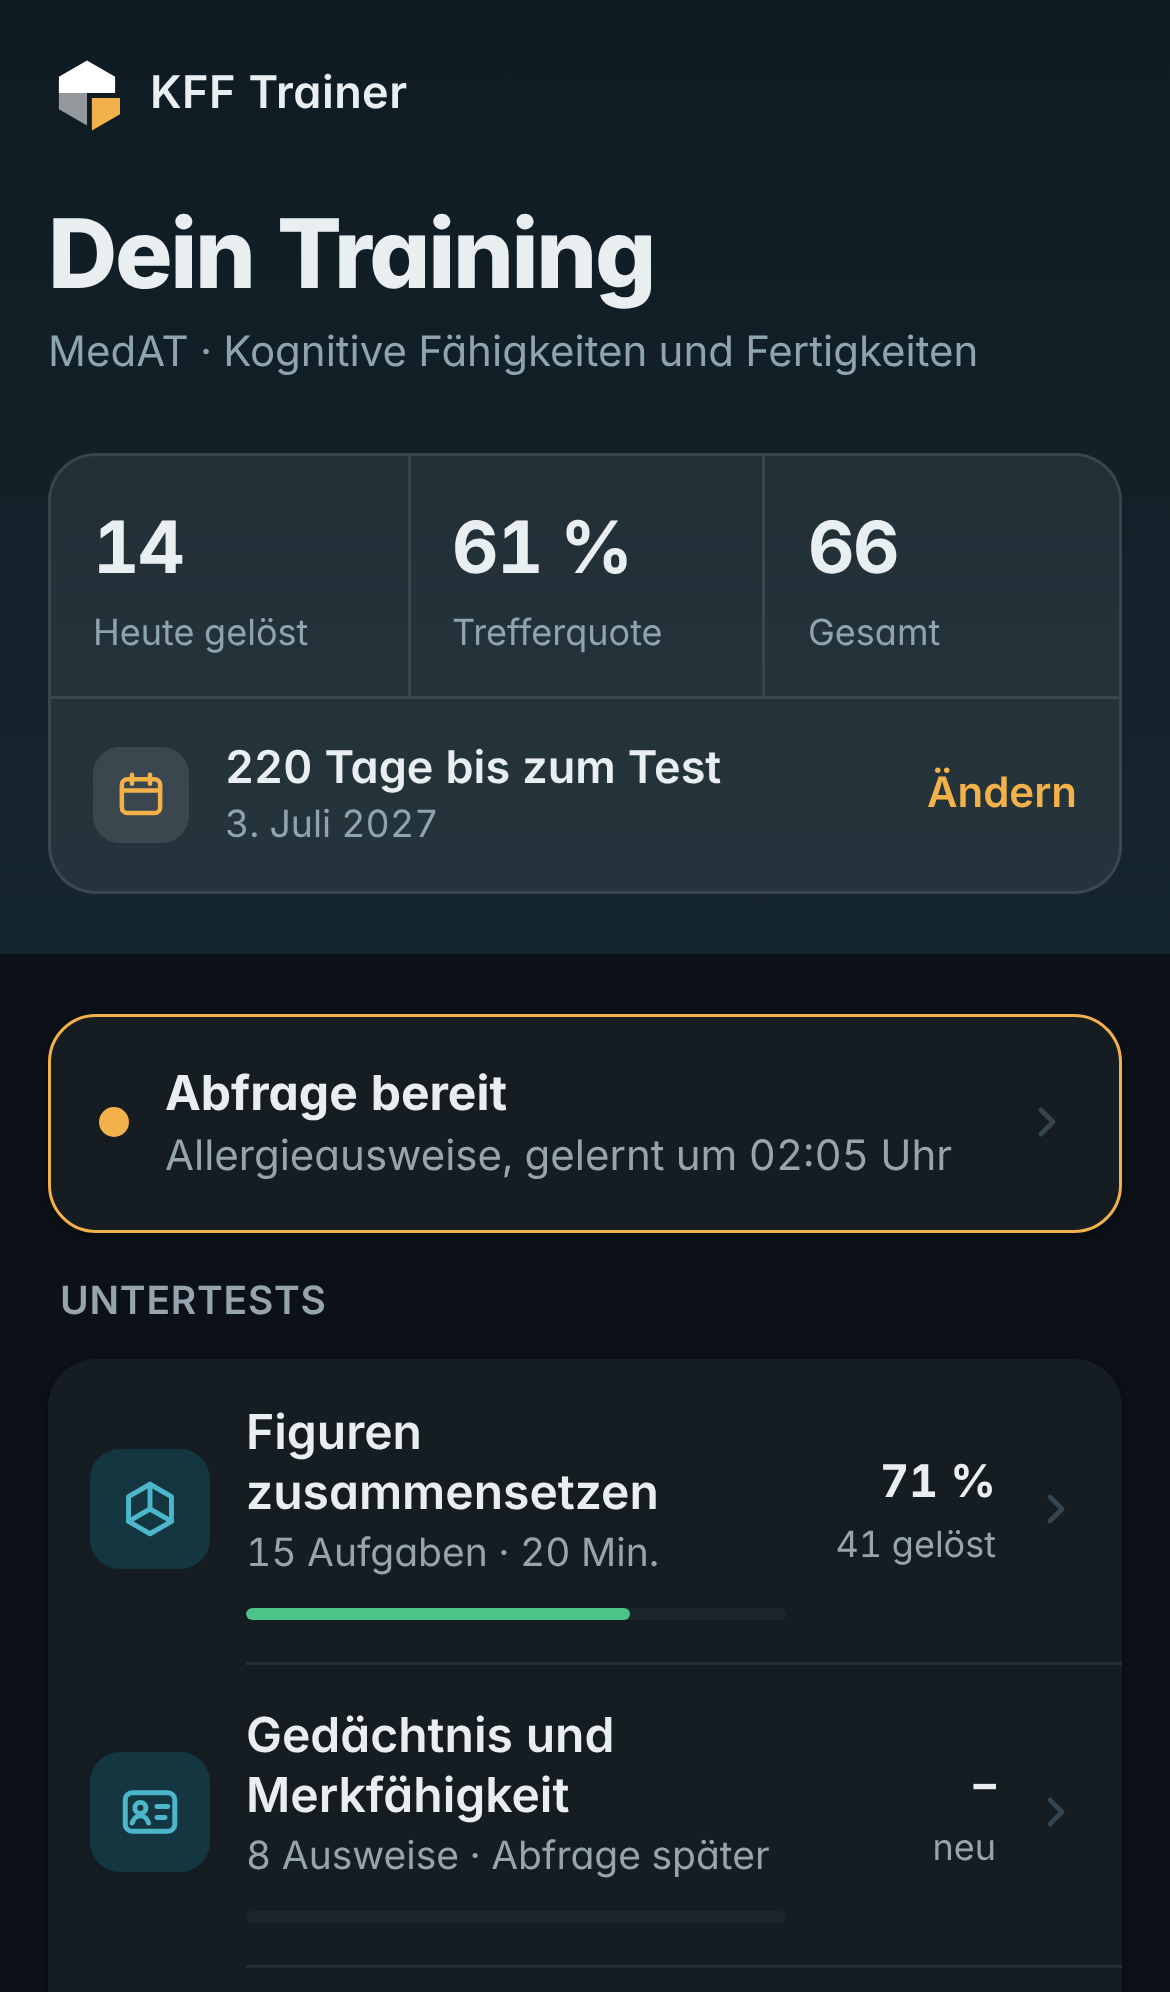 KFF Trainer
Dein Training
MedAT · Kognitive Fähigkeiten und Fertigkeiten
14
Heute gelöst
61 %
Trefferquote
66
Gesamt
220 Tage bis zum Test
3. Juli 2027
Ändern
Abfrage bereit
Allergieausweise, gelernt um 02:05 Uhr
UNTERTESTS
Figuren
zusammensetzen
15 Aufgaben · 20 Min.
71 %
41 gelöst
Gedächtnis und
Merkfähigkeit
8 Ausweise · Abfrage später
–
neu